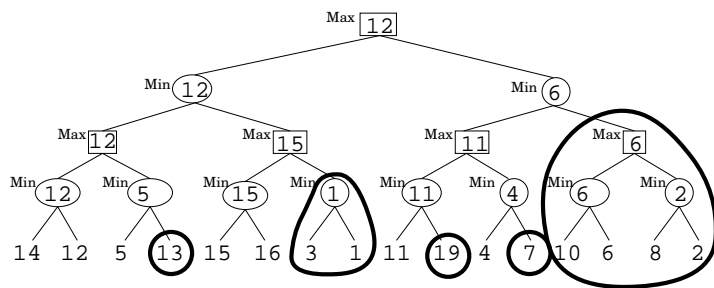 Max 12
Min 12 Min 6
Max 12 Max 15 Max 11 Max 6
Min 12 Min 5 Min 15 Min 1 Min 11 Min 4 Min 6 Min 2
14 12 5 13 15 16 3 1 11 19 4 7 10 6 8 2